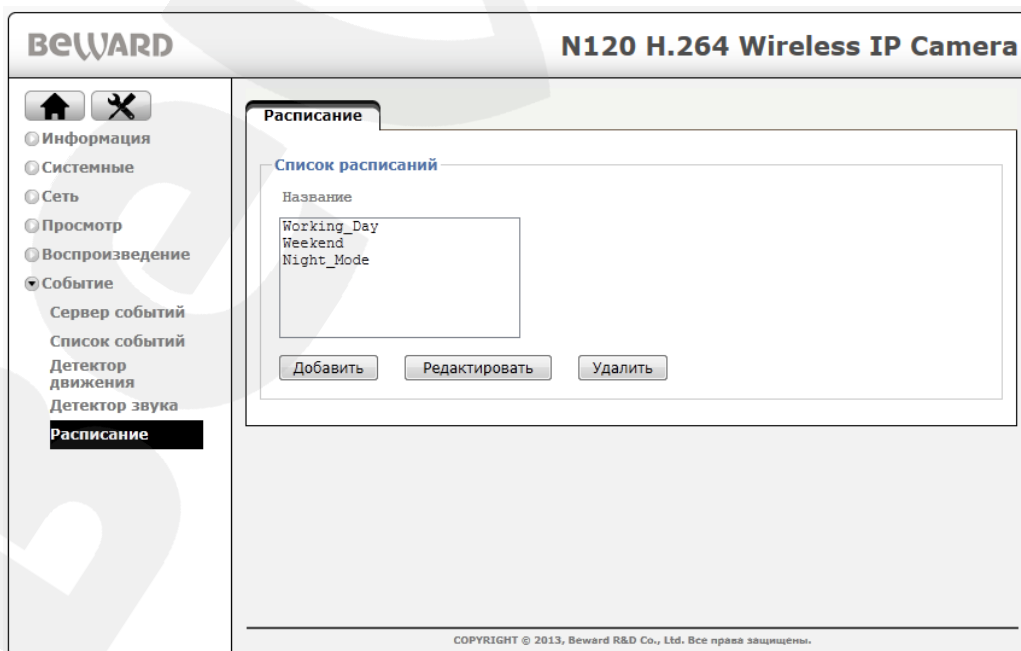 BEWARD
N120 H.264 Wireless IP Camera
Информация
Системные
Сеть
Просмотр
Воспроизведение
Событие
Сервер событий
Список событий
Детектор
движения
Детектор звука
Расписание
Расписание
Список расписаний
Название
Working_Day
Weekend
Night_Mode
Добавить
Редактировать
Удалить
COPYRIGHT © 2013, Beward R&D Co., Ltd. Все права защищены.